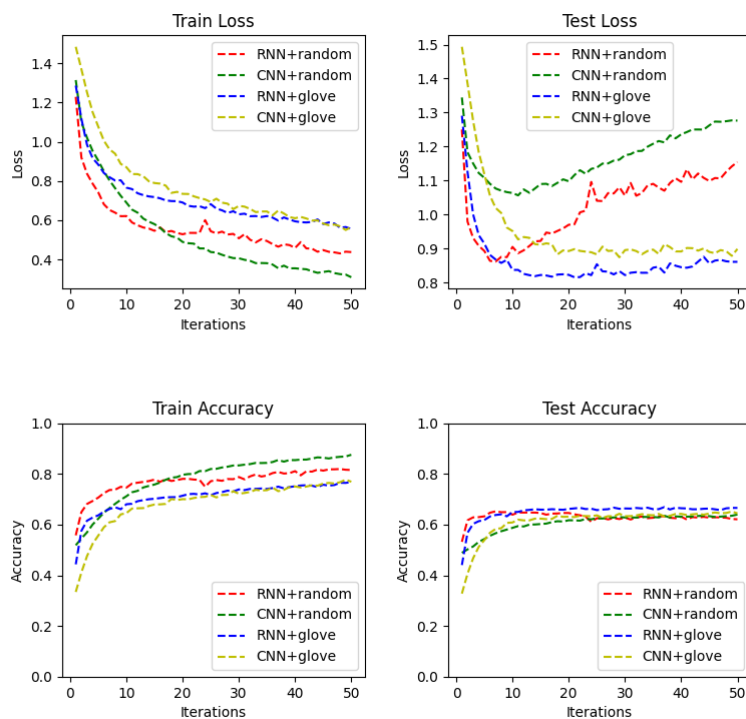 Train Loss
Loss
1.4
1.2
1.0
0.8
0.6
0.4
RNN+random
CNN+random
RNN+glove
CNN+glove
0
10
20
30
40
50
Iterations
Test Loss
Loss
1.5
1.4
1.3
1.2
1.1
1.0
0.9
0.8
RNN+random
CNN+random
RNN+glove
CNN+glove
0
10
20
30
40
50
Iterations
Train Accuracy
Accuracy
1.0
0.8
0.6
0.4
0.2
0.0
RNN+random
CNN+random
RNN+glove
CNN+glove
0
10
20
30
40
50
Iterations
Test Accuracy
Accuracy
1.0
0.8
0.6
0.4
0.2
0.0
RNN+random
CNN+random
RNN+glove
CNN+glove
0
10
20
30
40
50
Iterations